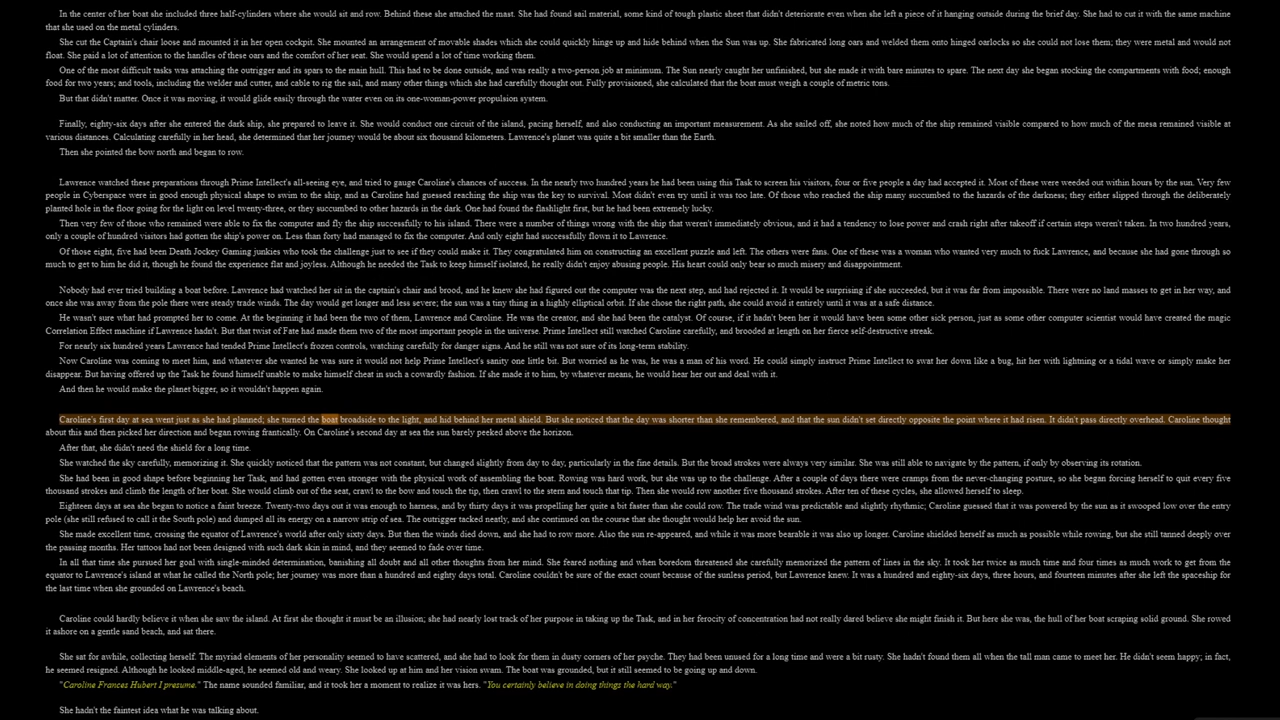 In the center of her boat she included three half-cylinders where she would sit and row. Behind these she attached the mast. She had found sail material, some kind of tough plastic sheet that didn't deteriorate even when she left a piece of it hanging outside during the brief day. She had to cut it with the same machine
that she used on the metal cylinders.
She cut the Captain's chair loose and mounted it in her open cockpit. She mounted an arrangement of movable shades which she could quickly hinge up and hide behind when the Sun was up. She fabricated long oars and welded them onto hinged oarlocks so she could not lose them; they were metal and would not
float. She paid a lot of attention to the handles of these oars and the comfort of her seat. She would spend a lot of time working them.
One of the most difficult tasks was attaching the outrigger and its spars to the main hull. This had to be done outside, and was really a two-person job at minimum. The Sun nearly caught her unfinished, but she made it with bare minutes to spare. The next day she began stocking the compartments with food; enough
food for two years; and tools, including the welder and cutter, and cable to rig the sail, and many other things which she had carefully thought out. Fully provisioned, she calculated that the boat must weigh a couple of metric tons.
But that didn't matter. Once it was moving, it would glide easily through the water even on its one-woman-power propulsion system.
Finally, eighty-six days after she entered the dark ship, she prepared to leave it. She would conduct one circuit of the island, pacing herself, and also conducting an important measurement. As she sailed off, she noted how much of the ship remained visible compared to how much of the mesa remained visible at
various distances. Calculating carefully in her head, she determined that her journey would be about six thousand kilometers. Lawrence's planet was quite a bit smaller than the Earth.
Then she pointed the bow north and began to row.
Lawrence watched these preparations through Prime Intellect's all-seeing eye, and tried to gauge Caroline's chances of success. In the nearly two hundred years he had been using this Task to screen his visitors, four or five people a day had accepted it. Most of these were weeded out within hours by the sun. Very few
people in Cyberspace were in good enough physical shape to swim to the ship, and as Caroline had guessed reaching the ship was the key to survival. Most didn't even try until it was too late. Of those who reached the ship many succumbed to the hazards of the darkness; they either slipped through the deliberately
planted hole in the floor going for the light on level twenty-three, or they succumbed to other hazards in the dark. One had found the flashlight first, but he had been extremely lucky.
Then very few of those who remained were able to fix the computer and fly the ship successfully to his island. There were a number of things wrong with the ship that weren't immediately obvious, and it had a tendency to lose power and crash right after takeoff if certain steps weren't taken. In two hundred years,
only a couple of hundred visitors had gotten the ship's power on. Less than forty had managed to fix the computer. And only eight had successfully flown it to Lawrence.
Of those eight, five had been Death Jockey Gaming junkies who took the challenge just to see if they could make it. They congratulated him on constructing an excellent puzzle and left. The others were fans. One of these was a woman who wanted very much to fuck Lawrence, and because she had gone through so
much to get to him he did it, though he found the experience flat and joyless. Although he needed the Task to keep himself isolated, he really didn't enjoy abusing people. His heart could only bear so much misery and disappointment.
Nobody had ever tried building a boat before. Lawrence had watched her sit in the captain's chair and brood, and he knew she had figured out the computer was the next step, and had rejected it. It would be surprising if she succeeded, but it was far from impossible. There were no land masses to get in her way, and
once she was away from the pole there were steady trade winds. The day would get longer and less severe; the sun was a tiny thing in a highly elliptical orbit. If she chose the right path, she could avoid it entirely until it was at a safe distance.
He wasn't sure what had prompted her to come. At the beginning it had been the two of them, Lawrence and Caroline. He was the creator, and she had been the catalyst. Of course, if it hadn't been her it would have been some other sick person, just as some other computer scientist would have created the magic
Correlation Effect machine if Lawrence hadn't. But that twist of Fate had made them two of the most important people in the universe. Prime Intellect still watched Caroline carefully, and brooded at length on her fierce self-destructive streak.
For nearly six hundred years Lawrence had tended Prime Intellect's frozen controls, watching carefully for danger signs. And he still was not sure of its long-term stability.
Now Caroline was coming to meet him, and whatever she wanted he was sure it would not help Prime Intellect's sanity one little bit. But worried as he was, he was a man of his word. He could simply instruct Prime Intellect to swat her down like a bug, hit her with lightning or a tidal wave or simply make her
disappear. But having offered up the Task he found himself unable to make himself cheat in such a cowardly fashion. If she made it to him, by whatever means, he would hear her out and deal with it.
And then he would make the planet bigger, so it wouldn't happen again.
Caroline's first day at sea went just as she had planned; she turned the boat broadside to the light, and hid behind her metal shield. But she noticed that the day was shorter than she remembered, and that the sun didn't set directly opposite the point where it had risen. It didn't pass directly overhead. Caroline thought
about this and then picked her direction and began rowing frantically. On Caroline's second day at sea the sun barely peeked above the horizon.
After that, she didn't need the shield for a long time.
She watched the sky carefully, memorizing it. She quickly noticed that the pattern was not constant, but changed slightly from day to day, particularly in the fine details. But the broad strokes were always very similar. She was still able to navigate by the pattern, if only by observing its rotation.
She had been in good shape before beginning her Task, and had gotten even stronger with the physical work of assembling the boat. Rowing was hard work, but she was up to the challenge. After a couple of days there were cramps from the never-changing posture, so she began forcing herself to quit every five
thousand strokes and climb the length of her boat. She would climb out of the seat, crawl to the bow and touch the tip, then crawl to the stern and touch that tip. Then she would row another five thousand strokes. After ten of these cycles, she allowed herself to sleep.
Eighteen days at sea she began to notice a faint breeze. Twenty-two days out it was enough to harness, and by thirty days it was propelling her quite a bit faster than she could row. The trade wind was predictable and slightly rhythmic; Caroline guessed that it was powered by the sun as it swooped low over the entry
pole (she still refused to call it the South pole) and dumped all its energy on a narrow strip of sea. The outrigger tacked neatly, and she continued on the course that she thought would help her avoid the sun.
She made excellent time, crossing the equator of Lawrence's world after only sixty days. But then the winds died down, and she had to row more. Also the sun re-appeared, and while it was more bearable it was also up longer. Caroline shielded herself as much as possible while rowing, but she still tanned deeply over
the passing months. Her tattoos had not been designed with such dark skin in mind, and they seemed to fade over time.
In all that time she pursued her goal with single-minded determination, banishing all doubt and all other thoughts from her mind. She feared nothing and when boredom threatened she carefully memorized the pattern of lines in the sky. It took her twice as much time and four times as much work to get from the
equator to Lawrence's island at what he called the North pole; her journey was more than a hundred and eighty days total. Caroline couldn't be sure of the exact count because of the sunless period, but Lawrence knew. It was a hundred and eighty-six days, three hours, and fourteen minutes after she left the spaceship for
the last time when she grounded on Lawrence's beach.
Caroline could hardly believe it when she saw the island. At first she thought it must be an illusion; she had nearly lost track of her purpose in taking up the Task, and in her ferocity of concentration had not really dared believe she might finish it. But here she was, the hull of her boat scraping solid ground. She rowed
it ashore on a gentle sand beach, and sat there.
She sat for awhile, collecting herself. The myriad elements of her personality seemed to have scattered, and she had to look for them in dusty corners of her psyche. They had been unused for a long time and were a bit rusty. She hadn't found them all when the tall man came to meet her. He didn't seem happy; in fact,
he seemed resigned. Although he looked middle-aged, he seemed old and weary. She looked up at him and her vision swam. The boat was grounded, but it still seemed to be going up and down.
"Caroline Frances Hubert I presume." The name sounded familiar, and it took her a moment to realize it was hers. "You certainly believe in doing things the hard way."
She hadn't the faintest idea what he was talking about.